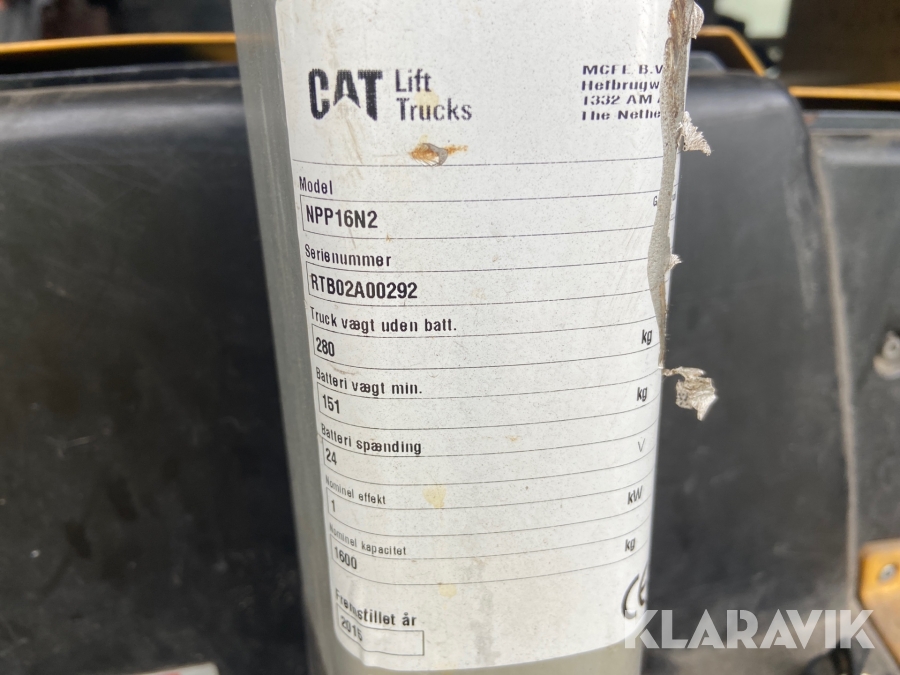 CAT Lift Trucks
MCFE B.V
Hefbrugw
1332 AM
The Nethe
Model
NPP16N2
Serienummer
RTB02A00292
Truck vægt uden batt.
280 kg
Batteri vægt min.
151 kg
Batteri spænding
24 V
Nominel effekt
1 kW
Nominel kapacitet
1600 kg
Fremstillet år
CE
KLARAVIK